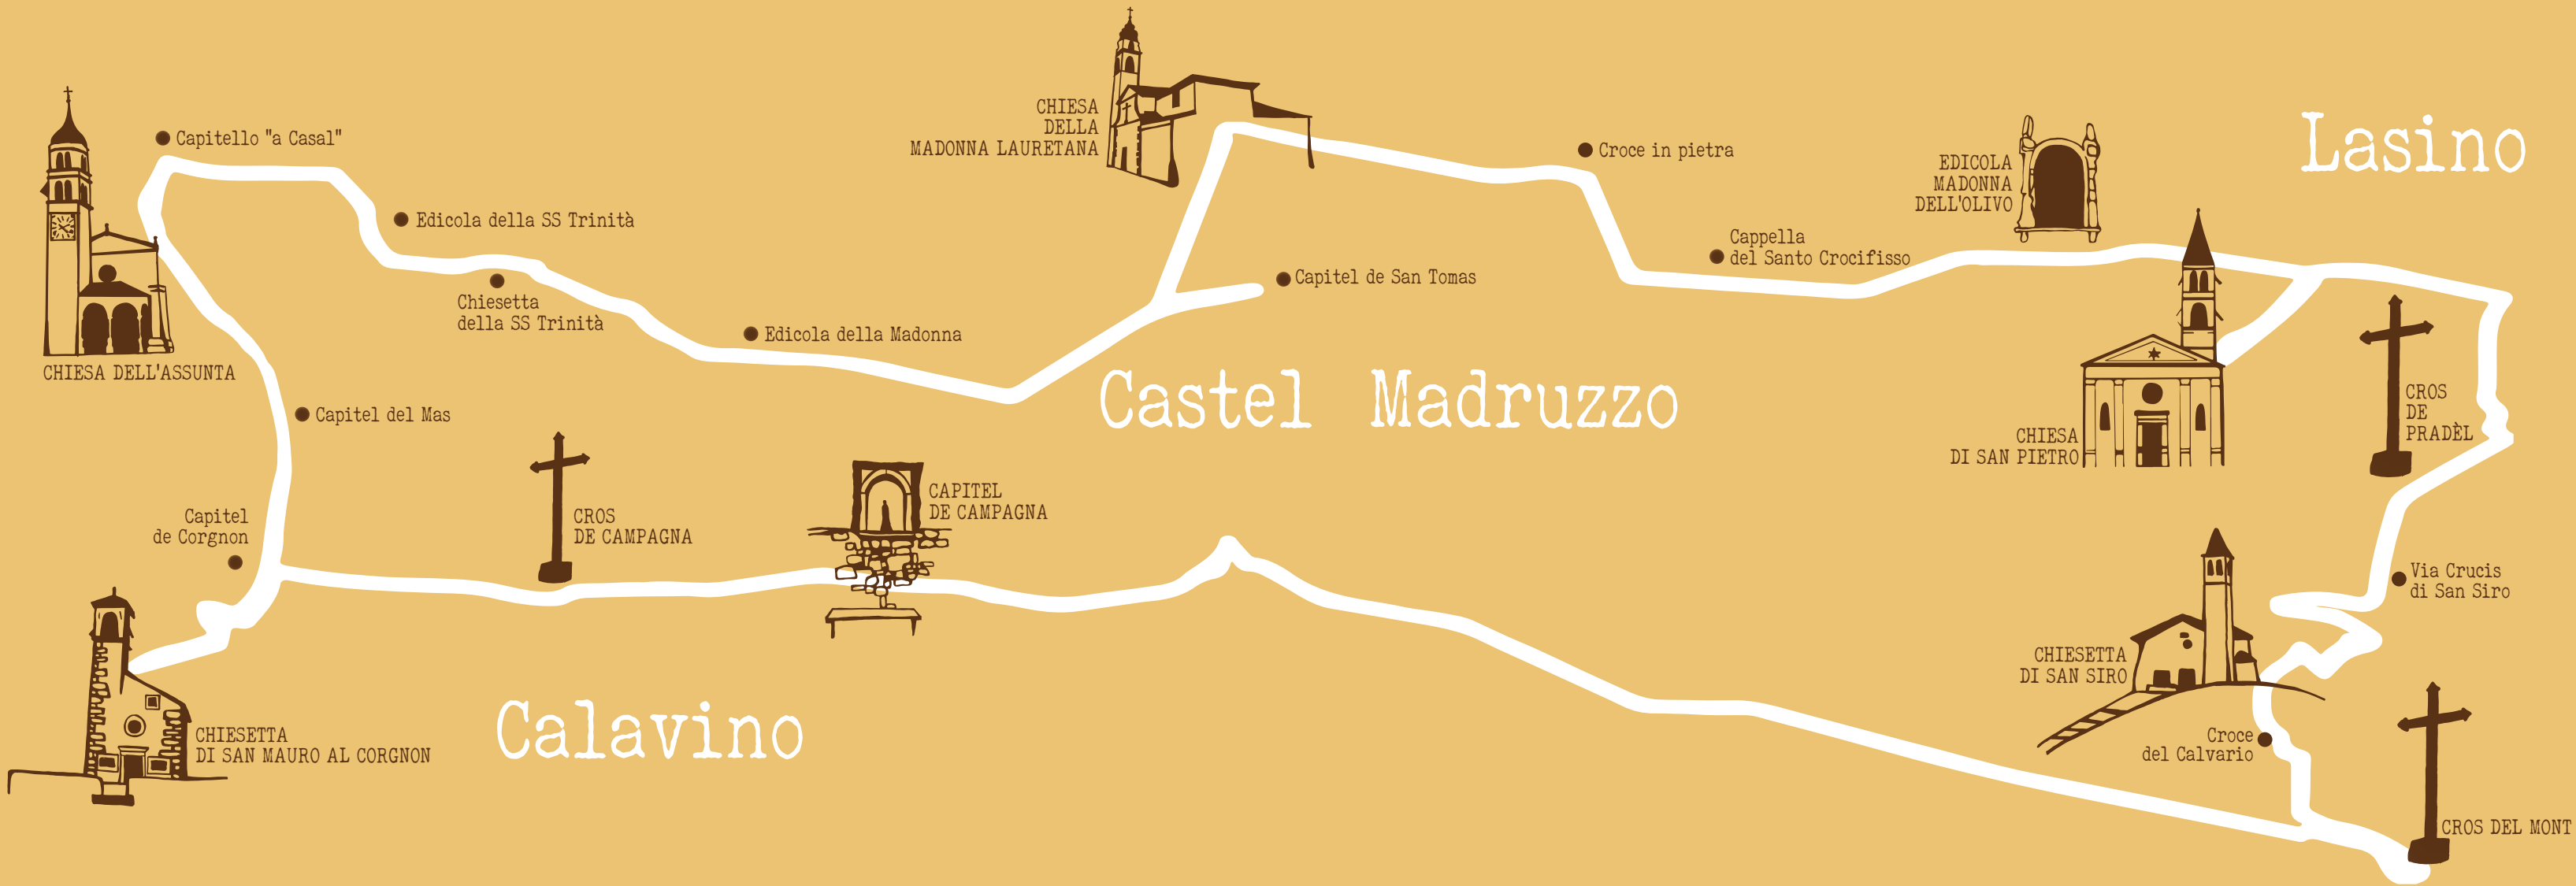 Capitello "a Casal"
Edicola della SS Trinità
Chiesetta
della SS Trinità
CHIESA DELL'ASSUNTA
Capitel del Mas
Edicola della Madonna
CHIESA
DELLA
MADONNA LAURETANA
Capitel de San Tomas
Croce in pietra
Cappella
del Santo Crocifisso
EDICOLA
MADONNA
DELL'OLIVO
Lasino
Castel Madruzzo
CHIESA
DI SAN PIETRO
CROS
DE
PRADÈL
Capitel
de Corgnon
CROS
DE CAMPAGNA
CAPITEL
DE CAMPAGNA
Via Crucis
di San Siro
CHIESETTA
DI SAN SIRO
Croce
del Calvario
CROS DEL MONT
Calavino
CHIESETTA
DI SAN MAURO AL CORGNON